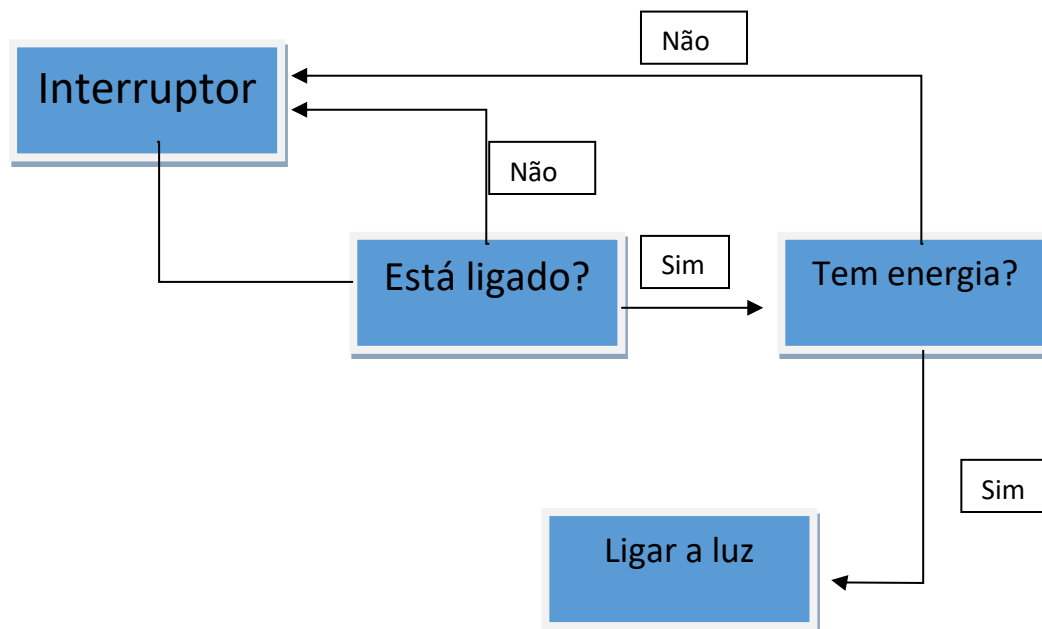 Não
Interruptor
Não
Está ligado?
Sim
Tem energia?
Sim
Ligar a luz